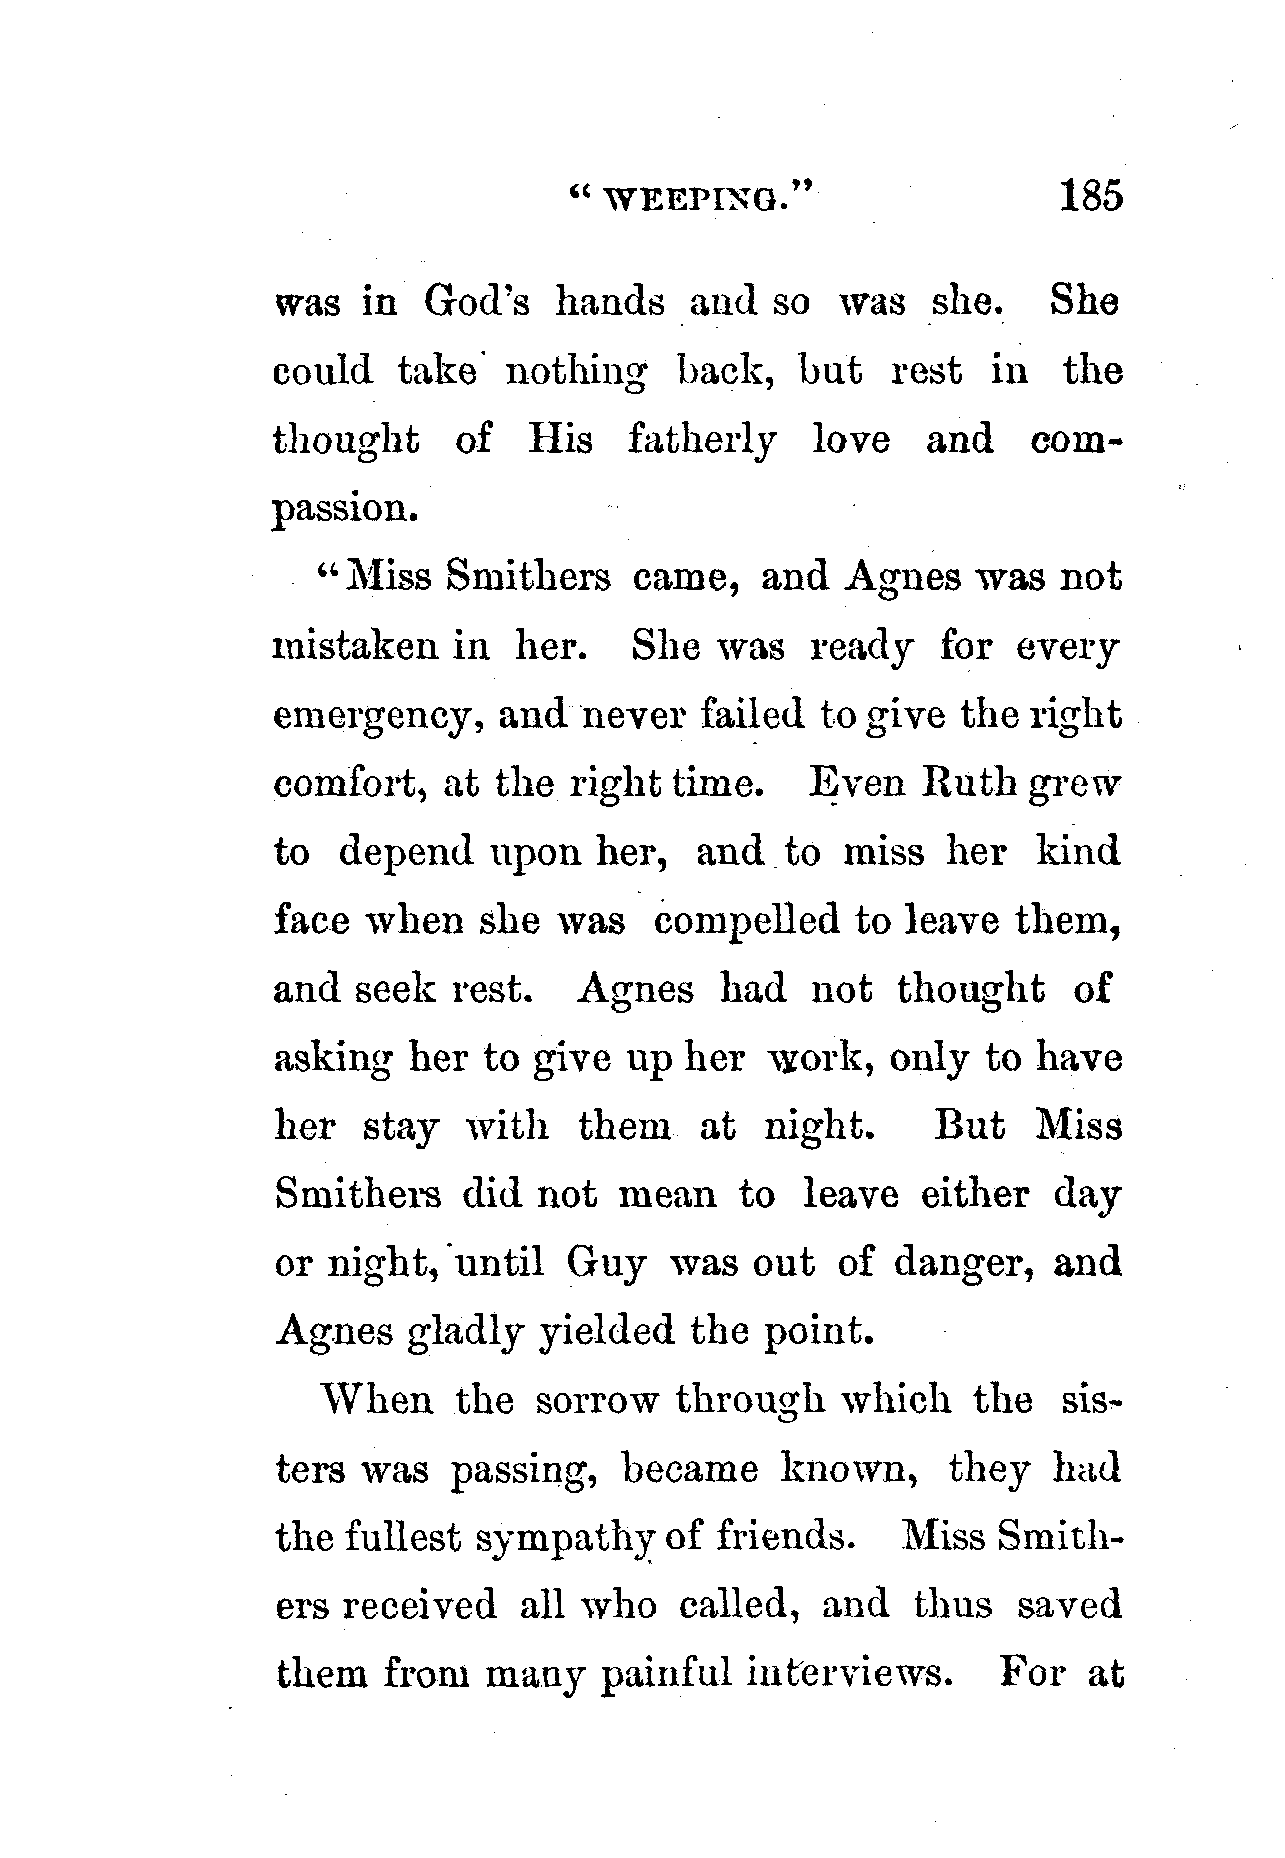 “ WEEPING.” 185
was in God’s hands and so was she. She
could take nothing back, but rest in the
thought of His fatherly love and com-
passion.
“Miss Smithers came, and Agnes was not
mistaken in her. She was ready for every
emergency, and never failed to give the right
comfort, at the right time. Even Ruth grew
to depend upon her, and to miss her kind
face when she was compelled to leave them,
and seek rest. Agnes had not thought of
asking her to give up her work, only to have
her stay with them at night. But Miss
Smithers did not mean to leave either day
or night, until Guy was out of danger, and
Agnes gladly yielded the point.
When the sorrow through which the sis-
ters was passing, became known, they had
the fullest sympathy of friends. Miss Smith-
ers received all who called, and thus saved
them from many painful interviews. For at